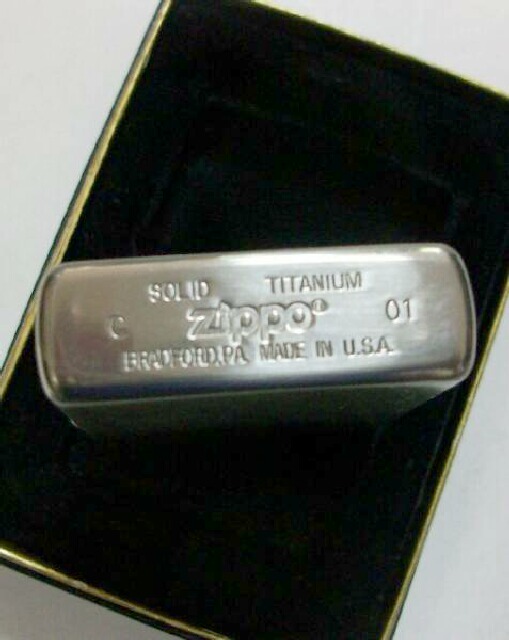 SOLID TITANIUM
C Zippo® 01
BRADFORD.PA. MADE IN U.S.A.